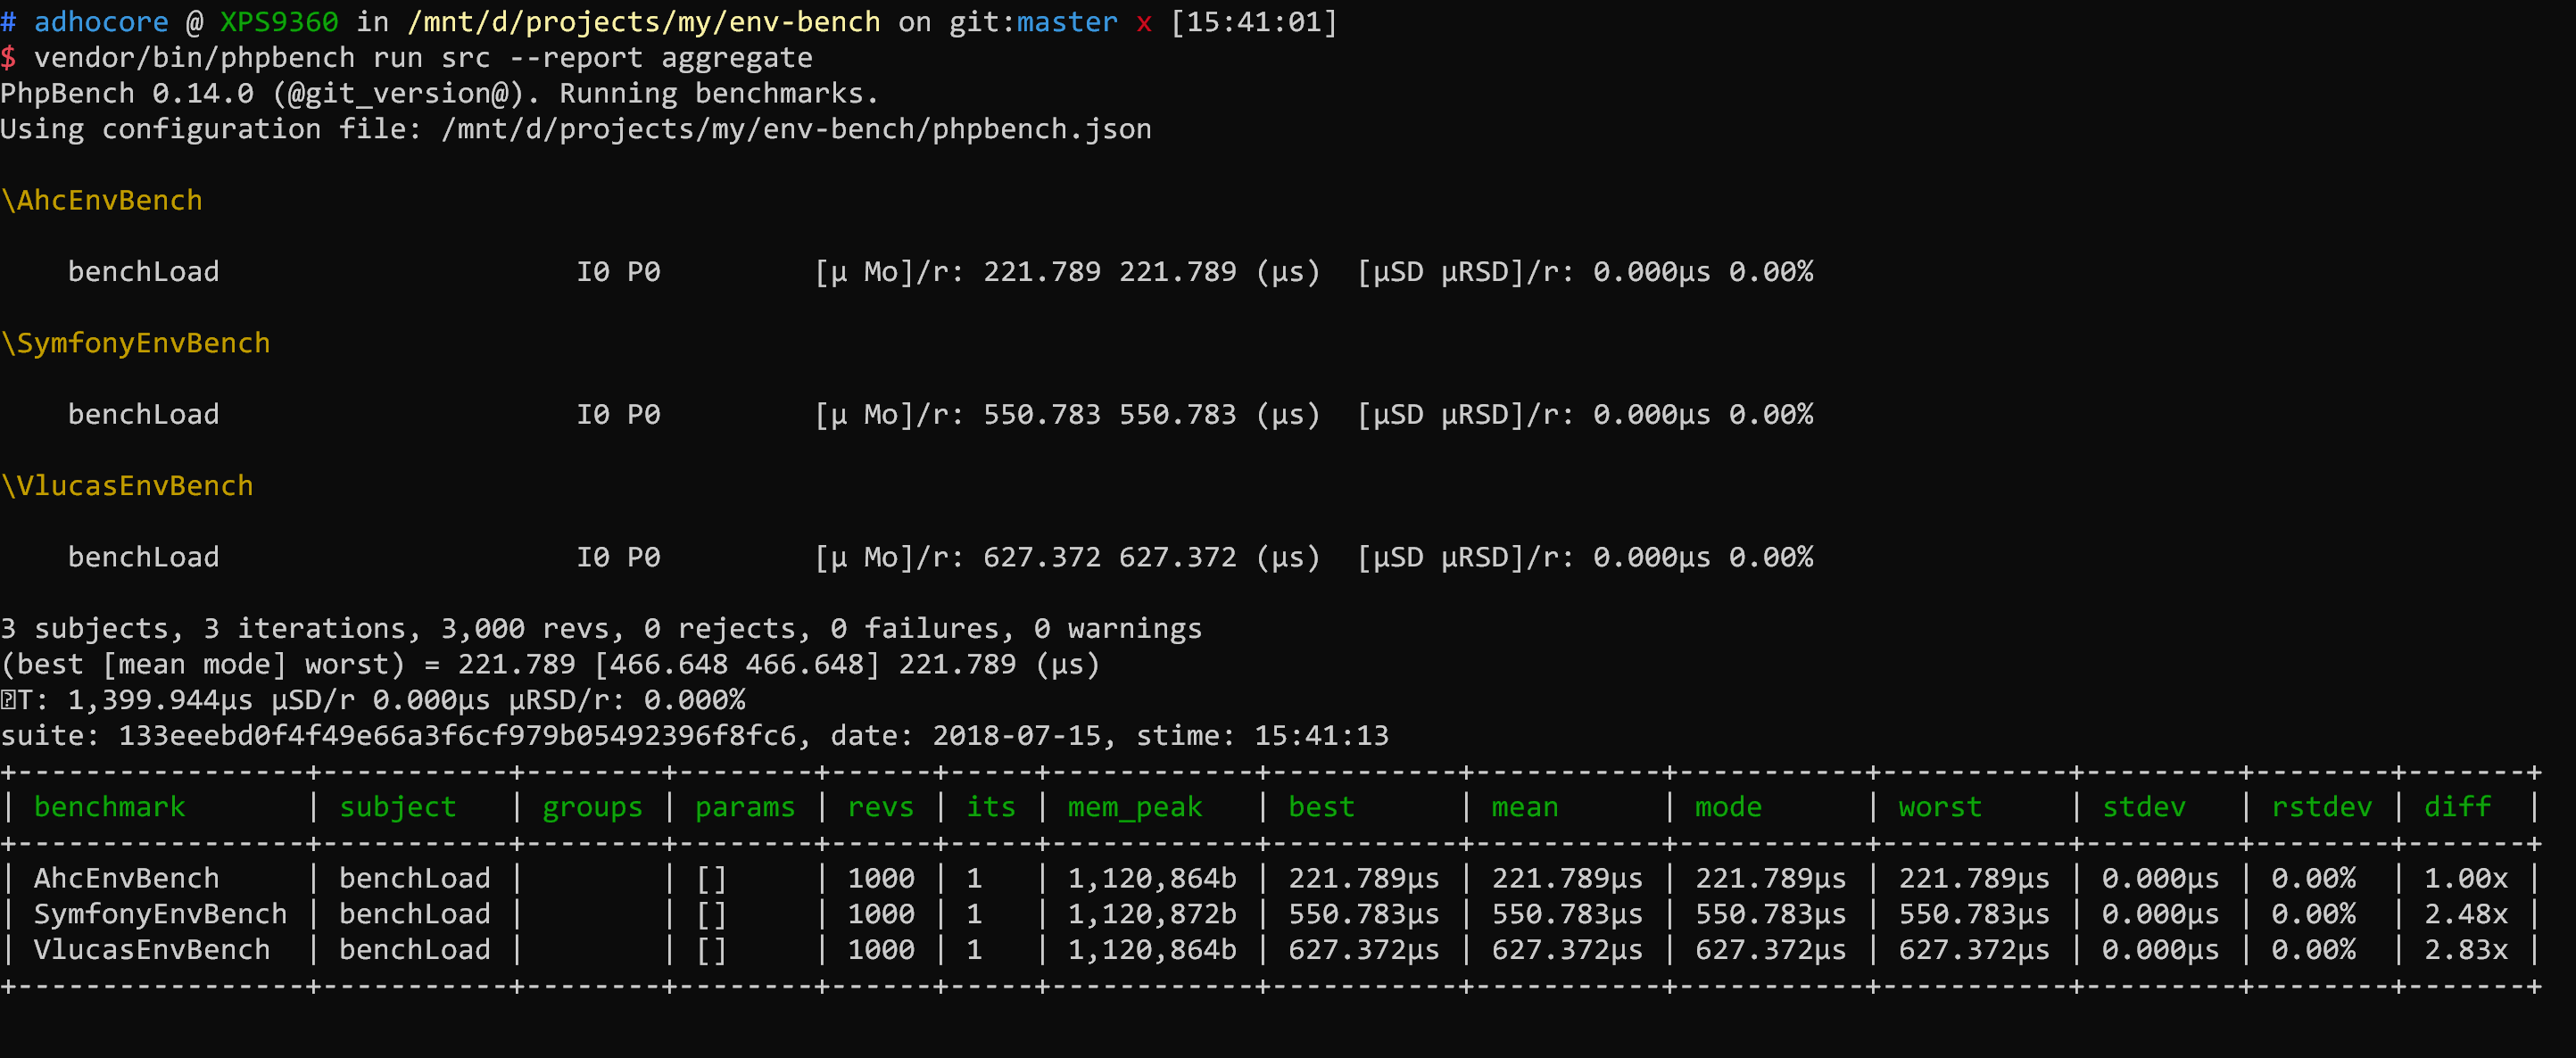 # adhocore @ XPS9360 in /mnt/d/projects/my/env-bench on git:master x [15:41:01]
$ vendor/bin/phpbench run src --report aggregate
PhpBench 0.14.0 (@git_version@). Running benchmarks.
Using configuration file: /mnt/d/projects/my/env-bench/phpbench.json
\AhcEnvBench
benchLoad I0 P0 [μ Mo]/r: 221.789 221.789 (μs) [μSD μRSD]/r: 0.000μs 0.00%
\SymfonyEnvBench
benchLoad I0 P0 [μ Mo]/r: 550.783 550.783 (μs) [μSD μRSD]/r: 0.000μs 0.00%
\VlucasEnvBench
benchLoad I0 P0 [μ Mo]/r: 627.372 627.372 (μs) [μSD μRSD]/r: 0.000μs 0.00%
3 subjects, 3 iterations, 3,000 revs, 0 rejects, 0 failures, 0 warnings
(best [mean mode] worst) = 221.789 [466.648 466.648] 221.789 (μs)
⍰T: 1,399.944μs μSD/r 0.000μs μRSD/r: 0.000%
suite: 133eeebd0f4f49e66a3f6cf979b05492396f8fc6, date: 2018-07-15, stime: 15:41:13
+-----------------+-----------+--------+--------+------+-----+------------+-----------+-----------+-----------+-----------+---------+--------+-------+
| benchmark | subject | groups | params | revs | its | mem_peak | best | mean | mode | worst | stdev | rstdev | diff |
+-----------------+-----------+--------+--------+------+-----+------------+-----------+-----------+-----------+-----------+---------+--------+-------+
| AhcEnvBench | benchLoad | | [] | 1000 | 1 | 1,120,864b | 221.789μs | 221.789μs | 221.789μs | 221.789μs | 0.000μs | 0.00% | 1.00x |
| SymfonyEnvBench | benchLoad | | [] | 1000 | 1 | 1,120,872b | 550.783μs | 550.783μs | 550.783μs | 550.783μs | 0.000μs | 0.00% | 2.48x |
| VlucasEnvBench | benchLoad | | [] | 1000 | 1 | 1,120,864b | 627.372μs | 627.372μs | 627.372μs | 627.372μs | 0.000μs | 0.00% | 2.83x |
+-----------------+-----------+--------+--------+------+-----+------------+-----------+-----------+-----------+-----------+---------+--------+-------+